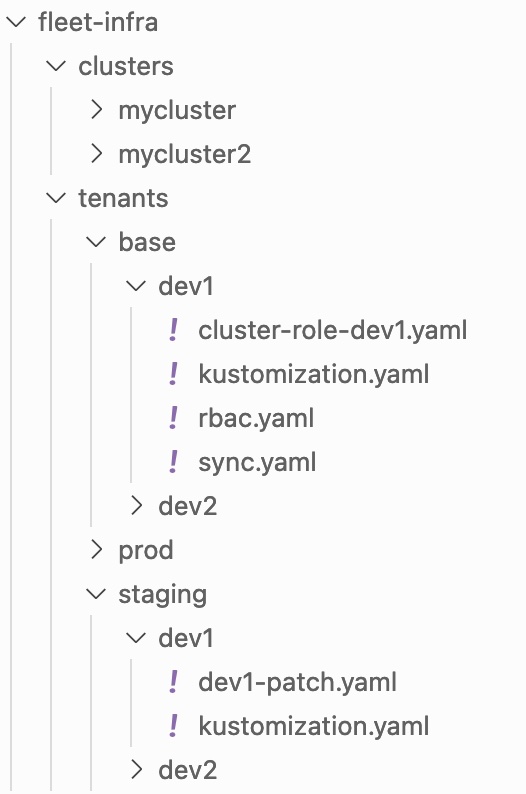 fleet-infra
clusters
mycluster
mycluster2
tenants
base
dev1
! cluster-role-dev1.yaml
! kustomization.yaml
! rbac.yaml
! sync.yaml
dev2
prod
staging
dev1
! dev1-patch.yaml
! kustomization.yaml
dev2